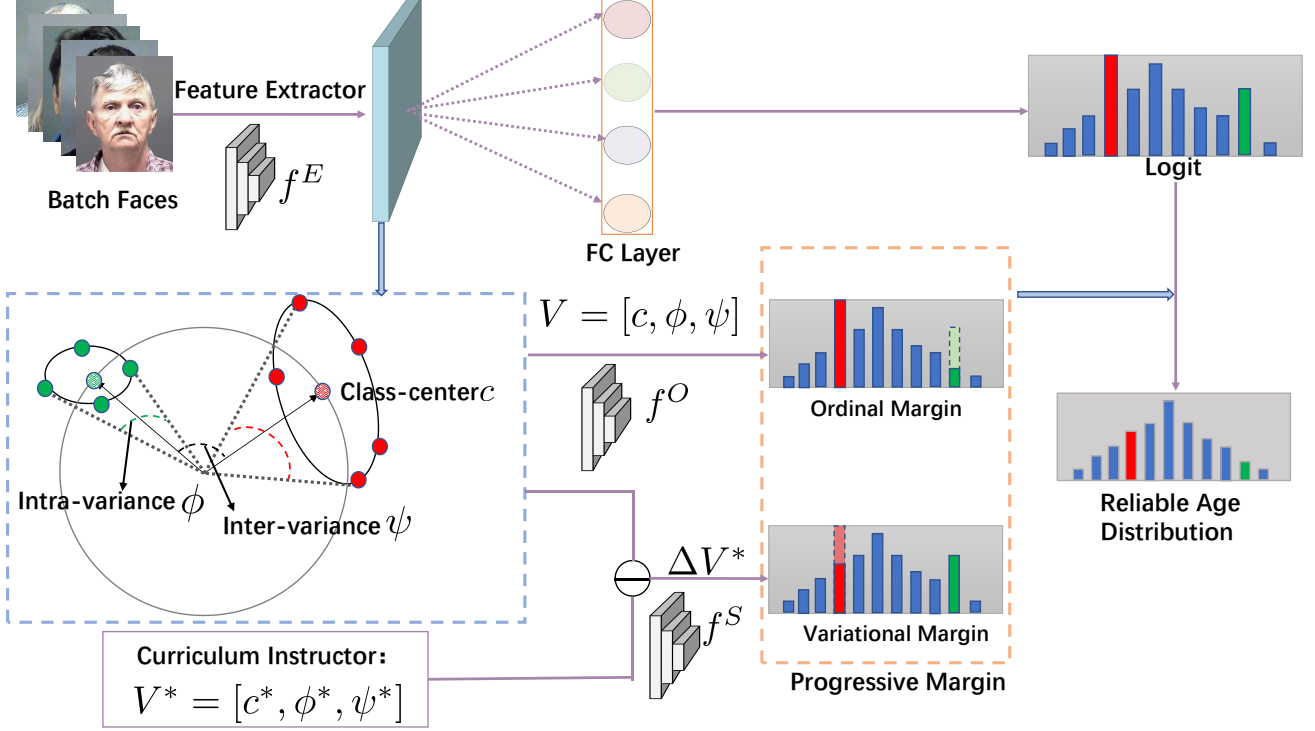 Feature Extractor
f^E
Batch Faces
FC Layer
Logit
V = [c, ϕ, ψ]
f^O
Class-center c
Intra-variance ϕ
Inter-variance ψ
Ordinal Margin
Reliable Age
Distribution
ΔV*
f^S
Variational Margin
Progressive Margin
Curriculum Instructor:
V* = [c*, ϕ*, ψ*]